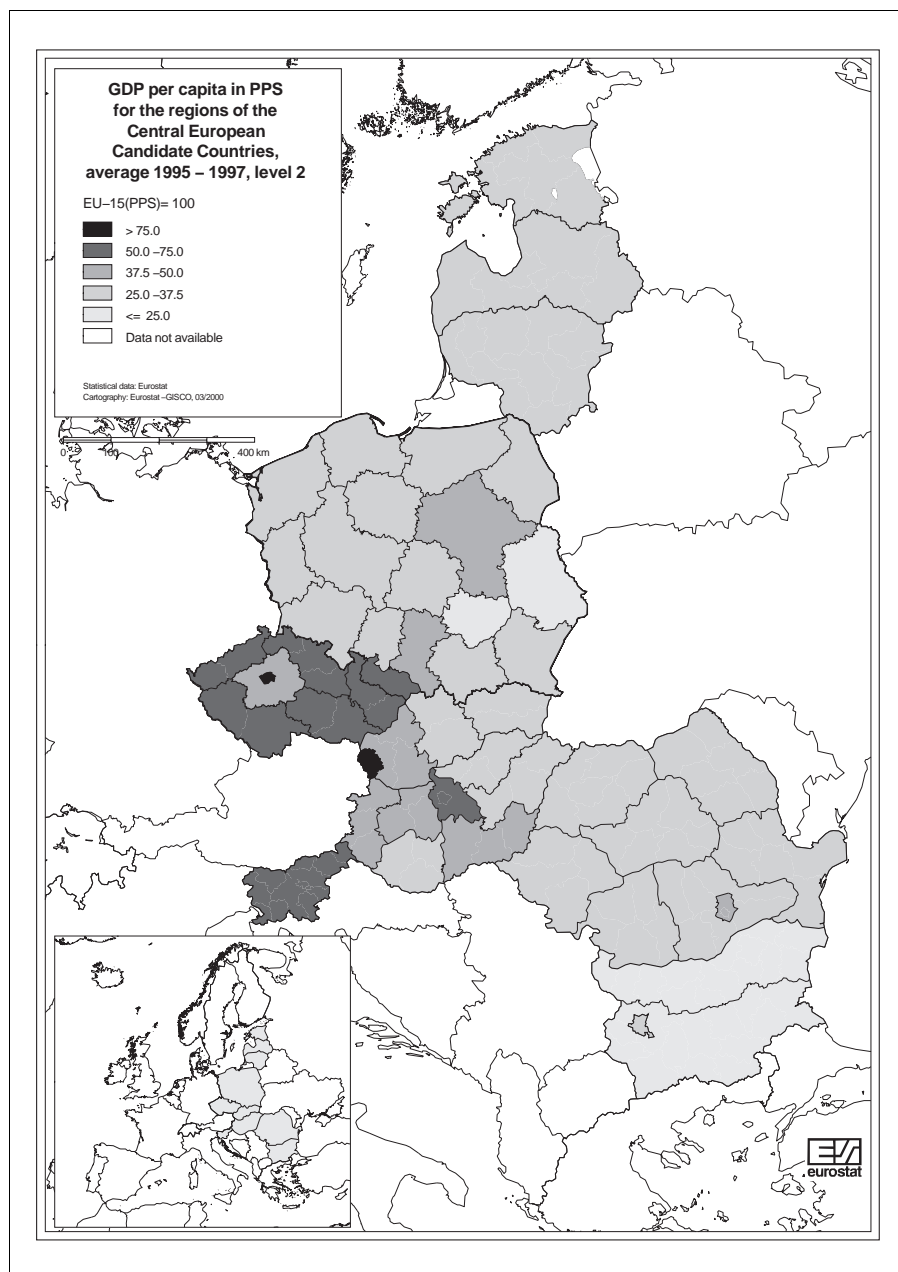 GDP per capita in PPS
for the regions of the
Central European
Candidate Countries,
average 1995 – 1997, level 2
EU–15(PPS)= 100
> 75.0
50.0 –75.0
37.5 –50.0
25.0 –37.5
<= 25.0
Data not available
Statistical data: Eurostat
Cartography: Eurostat –GISCO, 03/2000
0 100 400 km
eurostat